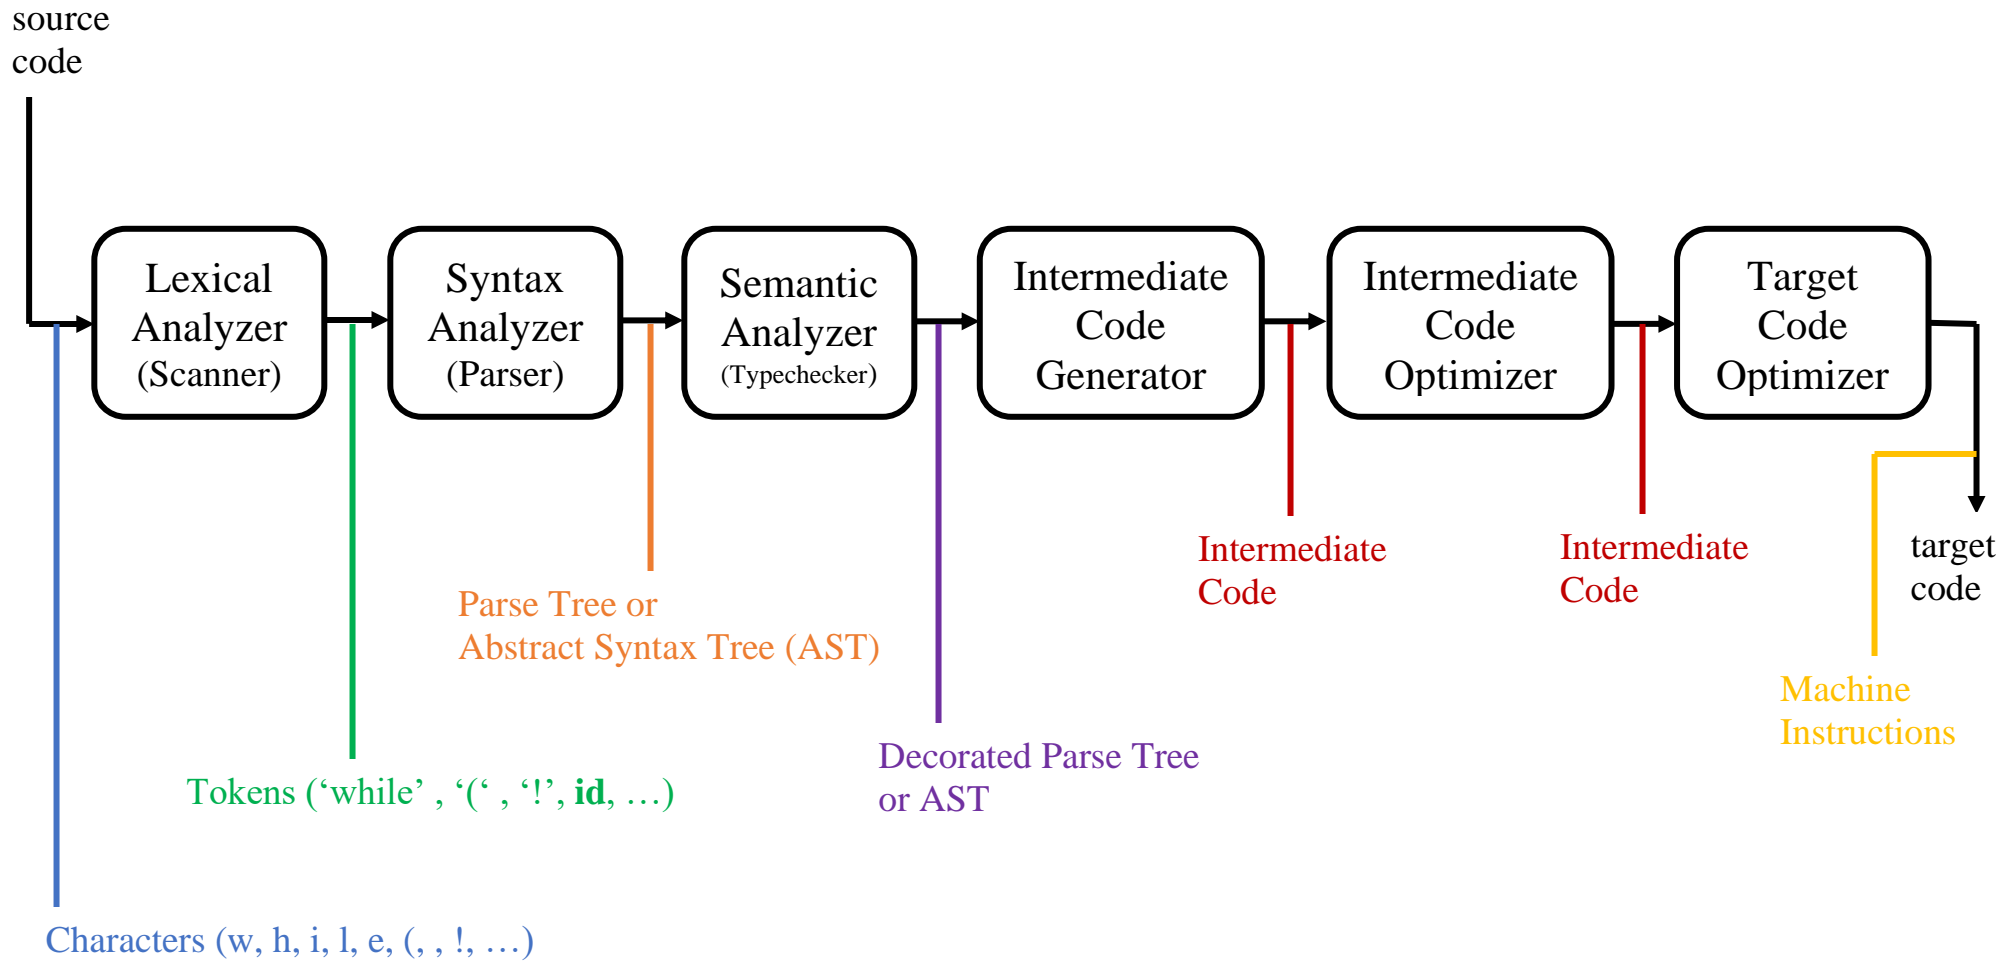 source
code
Lexical
Analyzer
(Scanner)
Syntax
Analyzer
(Parser)
Semantic
Analyzer
(Typechecker)
Intermediate
Code
Generator
Intermediate
Code
Optimizer
Target
Code
Optimizer
Intermediate
Code
Intermediate
Code
target
code
Parse Tree or
Abstract Syntax Tree (AST)
Machine
Instructions
Decorated Parse Tree
or AST
Tokens (‘while’ , ‘(‘ , ‘!’, id, …)
Characters (w, h, i, l, e, (, , !, …)